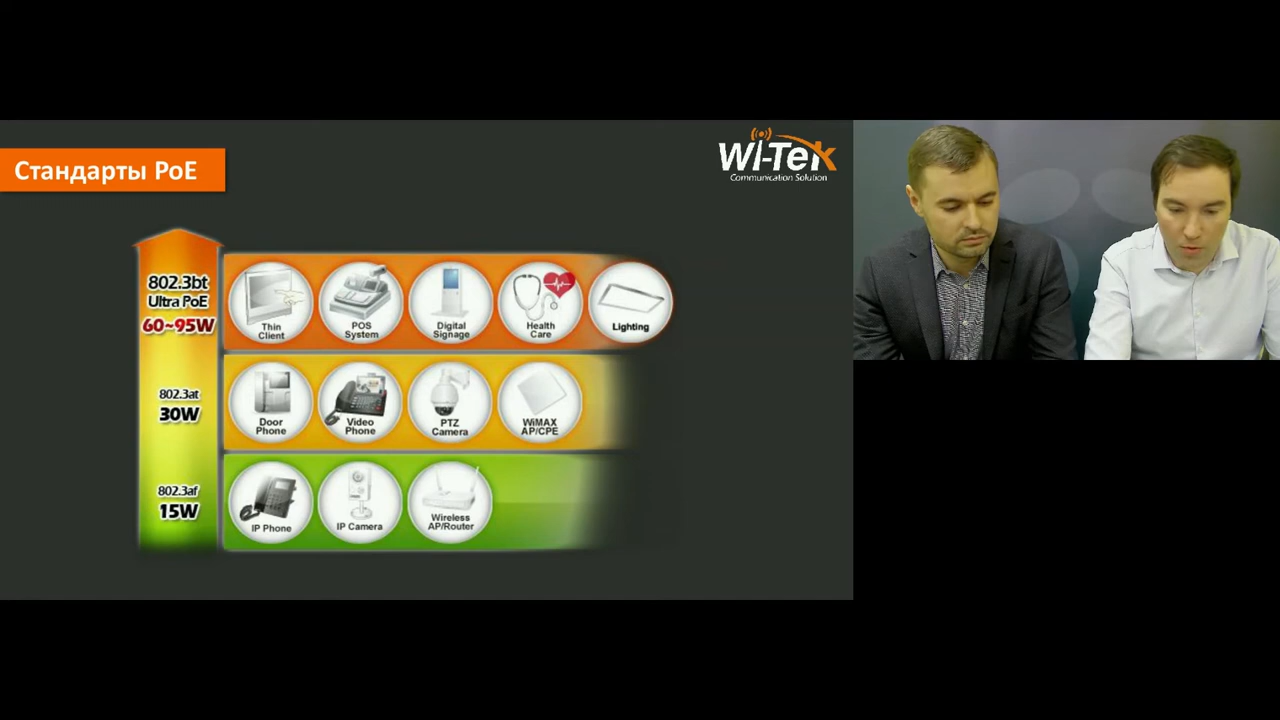 Стандарты PoE
Wi-Tek
Communication Solution
802.3bt
Ultra PoE
60~95W
Thin
Client
POS
System
Digital
Signage
Health
Care
Lighting
802.3at
30W
Door
Phone
Video
Phone
PTZ
Camera
WiMAX
AP/CPE
802.3af
15W
IP Phone
IP Camera
Wireless
AP/Router